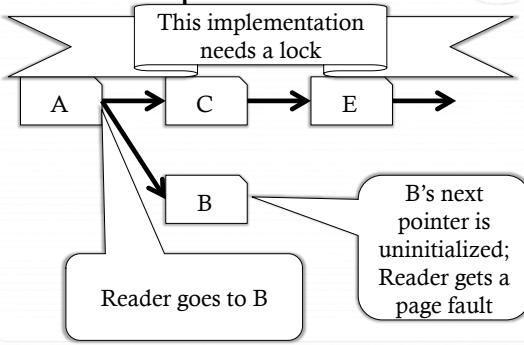 This implementation
needs a lock
A
C
E
B
B's next
pointer is
uninitialized;
Reader gets a
page fault
Reader goes to B